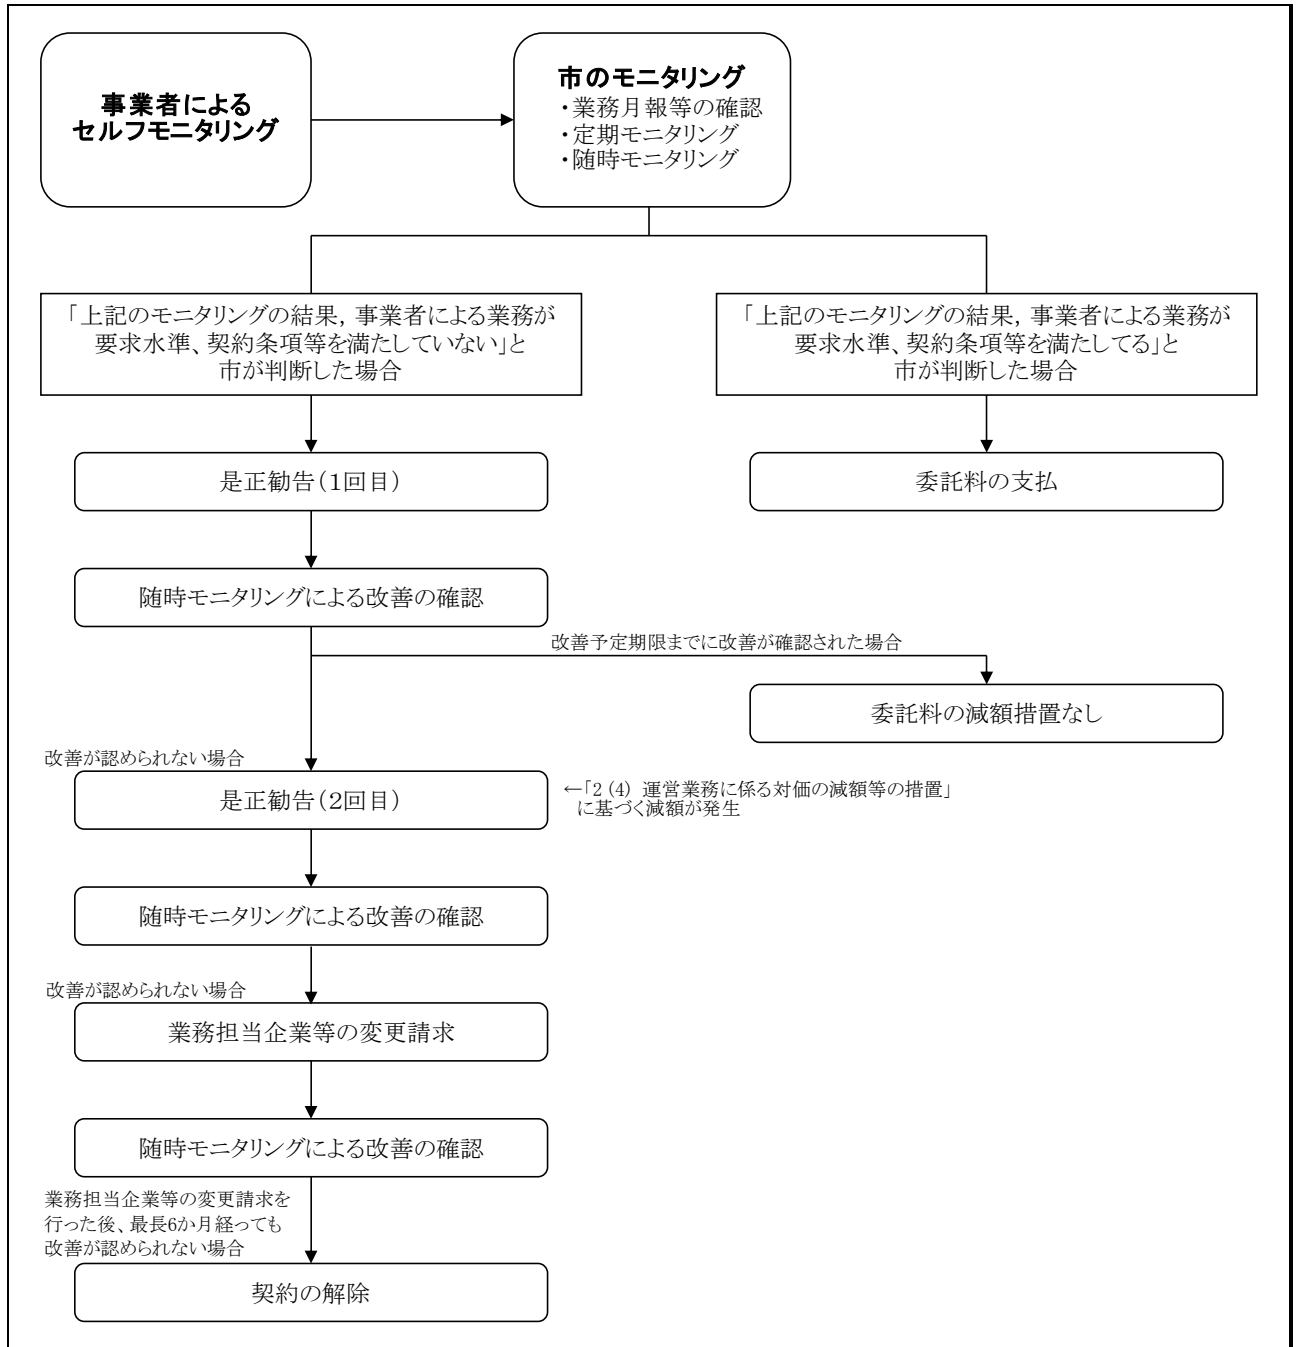 事業者による
セルフモニタリング
市のモニタリング
・業務月報等の確認
・定期モニタリング
・随時モニタリング
「上記のモニタリングの結果，事業者による業務が
要求水準、契約条項等を満たしていない」と
市が判断した場合
「上記のモニタリングの結果，事業者による業務が
要求水準、契約条項等を満たしてる」と
市が判断した場合
是正勧告（１回目）
委託料の支払
随時モニタリングによる改善の確認
改善予定期限までに改善が確認された場合
委託料の減額措置なし
改善が認められない場合
是正勧告（２回目）
←「２(4) 運営業務に係る対価の減額等の措置」
に基づく減額が発生
随時モニタリングによる改善の確認
改善が認められない場合
業務担当企業等の変更請求
随時モニタリングによる改善の確認
業務担当企業等の変更請求を
行った後、最長6か月経っても
改善が認められない場合
契約の解除